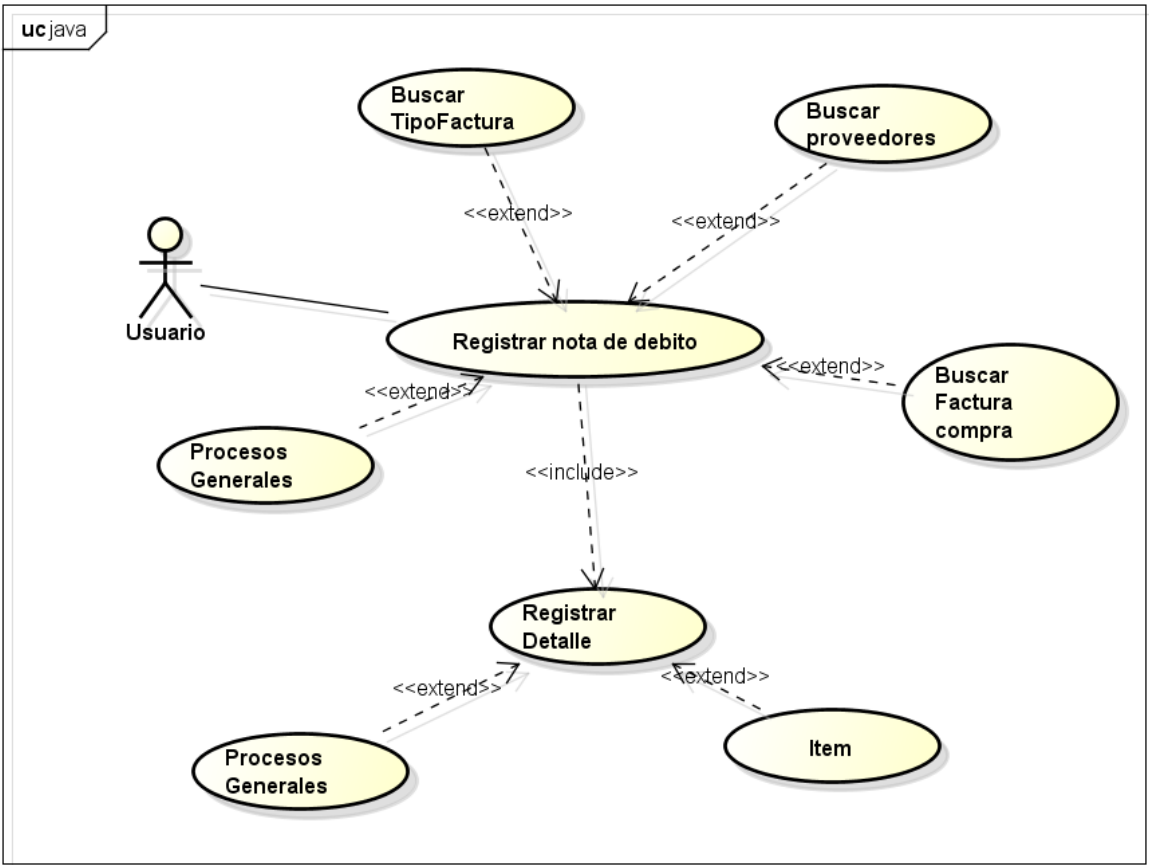 uc java
Buscar
TipoFactura
Buscar
proveedores
<<extend>>
<<extend>>
Usuario
Registrar nota de debito
<<extend>>
Buscar
Factura
compra
<<extend>>
Procesos
Generales
<<include>>
Registrar
Detalle
<<extend>>
<<extend>>
Procesos
Generales
Item